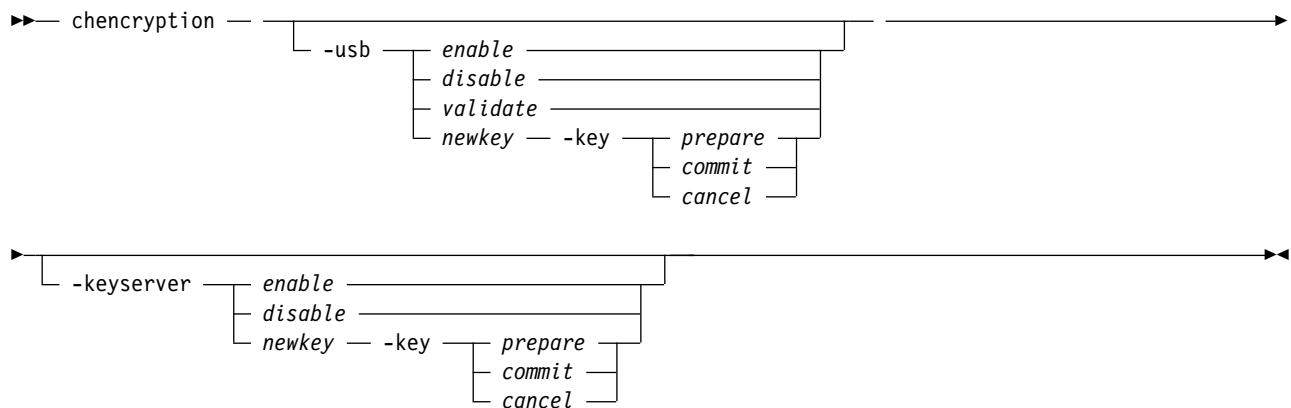 chencryption
-usb enable
disable
validate
newkey -key prepare
commit
cancel
-keyserver enable
disable
newkey -key prepare
commit
cancel